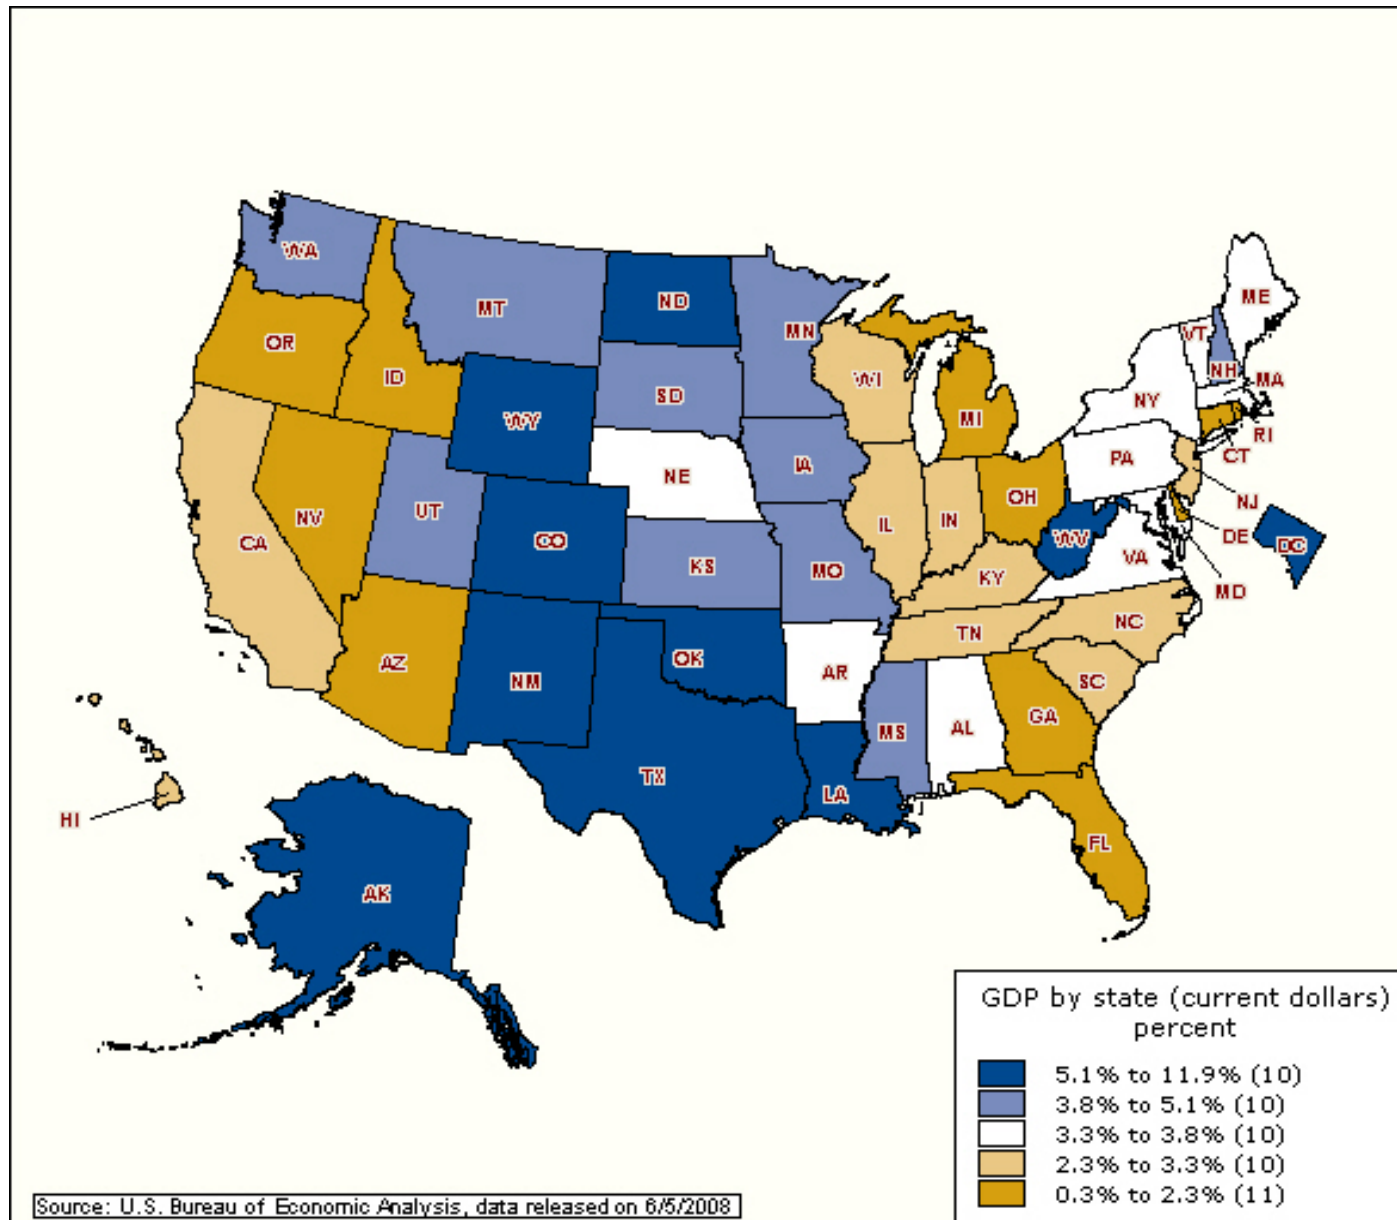 WA
MT
ND
MN
ME
VT
OR
ID
SD
WI
NH
MA
WY
NY
MI
RI
CT
PA
NE
IA
UT
OH
NJ
NV
IL
IN
DE
CA
CO
WV
DC
KS
MO
VA
KY
MD
TN
NC
AZ
OK
AR
NM
SC
GA
MS
AL
TX
LA
HI
FL
AK
GDP by state (current dollars)
percent
5.1% to 11.9% (10)
3.8% to 5.1% (10)
3.3% to 3.8% (10)
2.3% to 3.3% (10)
0.3% to 2.3% (11)
Source: U.S. Bureau of Economic Analysis, data released on 6/5/2008